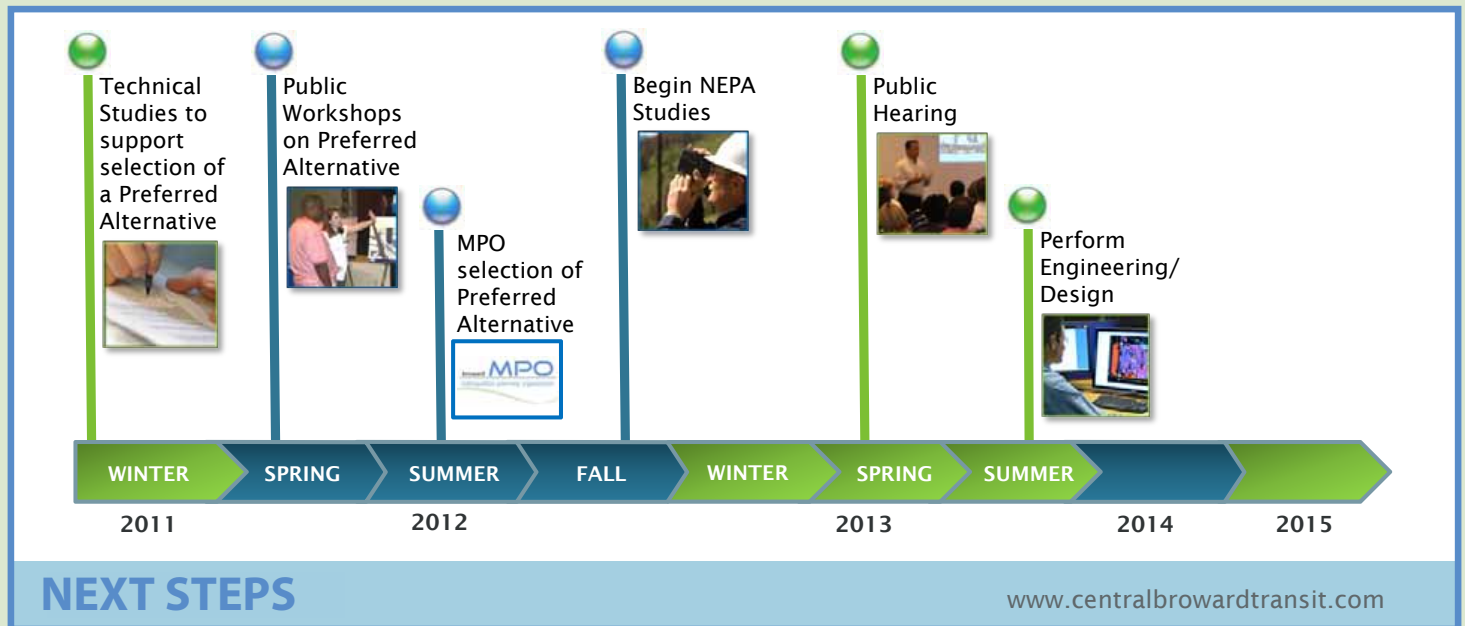 Technical
Studies to
support
selection of
a Preferred
Alternative
Public
Workshops
on Preferred
Alternative
MPO
selection of
Preferred
Alternative
MPO
Begin NEPA
Studies
Public
Hearing
Perform
Engineering/
Design
WINTER
SPRING
SUMMER
FALL
WINTER
SPRING
SUMMER
2011
2012
2013
2014
2015
NEXT STEPS
www.centralbrowardtransit.com